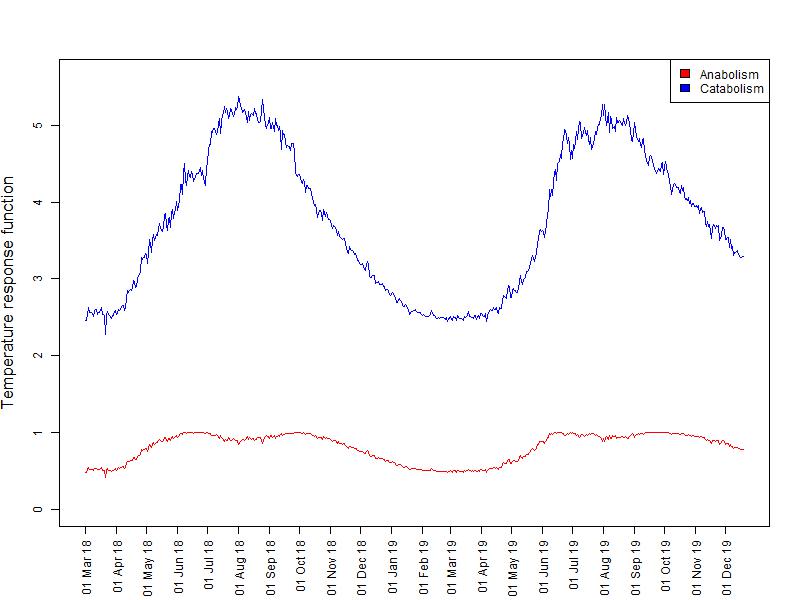 Anabolism
Catabolism
Temperature response function
5
4
3
2
1
0
01 Mar 18
01 Apr 18
01 May 18
01 Jun 18
01 Jul 18
01 Aug 18
01 Sep 18
01 Oct 18
01 Nov 18
01 Dec 18
01 Jan 19
01 Feb 19
01 Mar 19
01 Apr 19
01 May 19
01 Jun 19
01 Jul 19
01 Aug 19
01 Sep 19
01 Oct 19
01 Nov 19
01 Dec 19